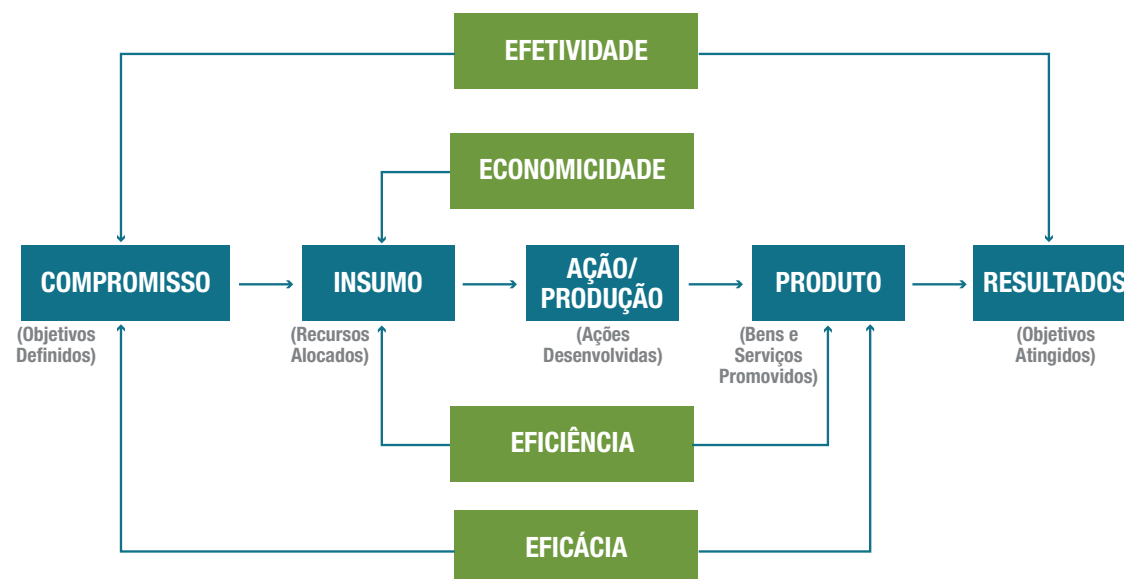 EFETIVIDADE
ECONOMICIDADE
COMPROMISSO
(Objetivos
Definidos)
INSUMO
(Recursos
Alocados)
AÇÃO/
PRODUÇÃO
(Ações
Desenvolvidas)
PRODUTO
(Bens e
Serviços
Promovidos)
RESULTADOS
(Objetivos
Atingidos)
EFICIÊNCIA
EFICÁCIA